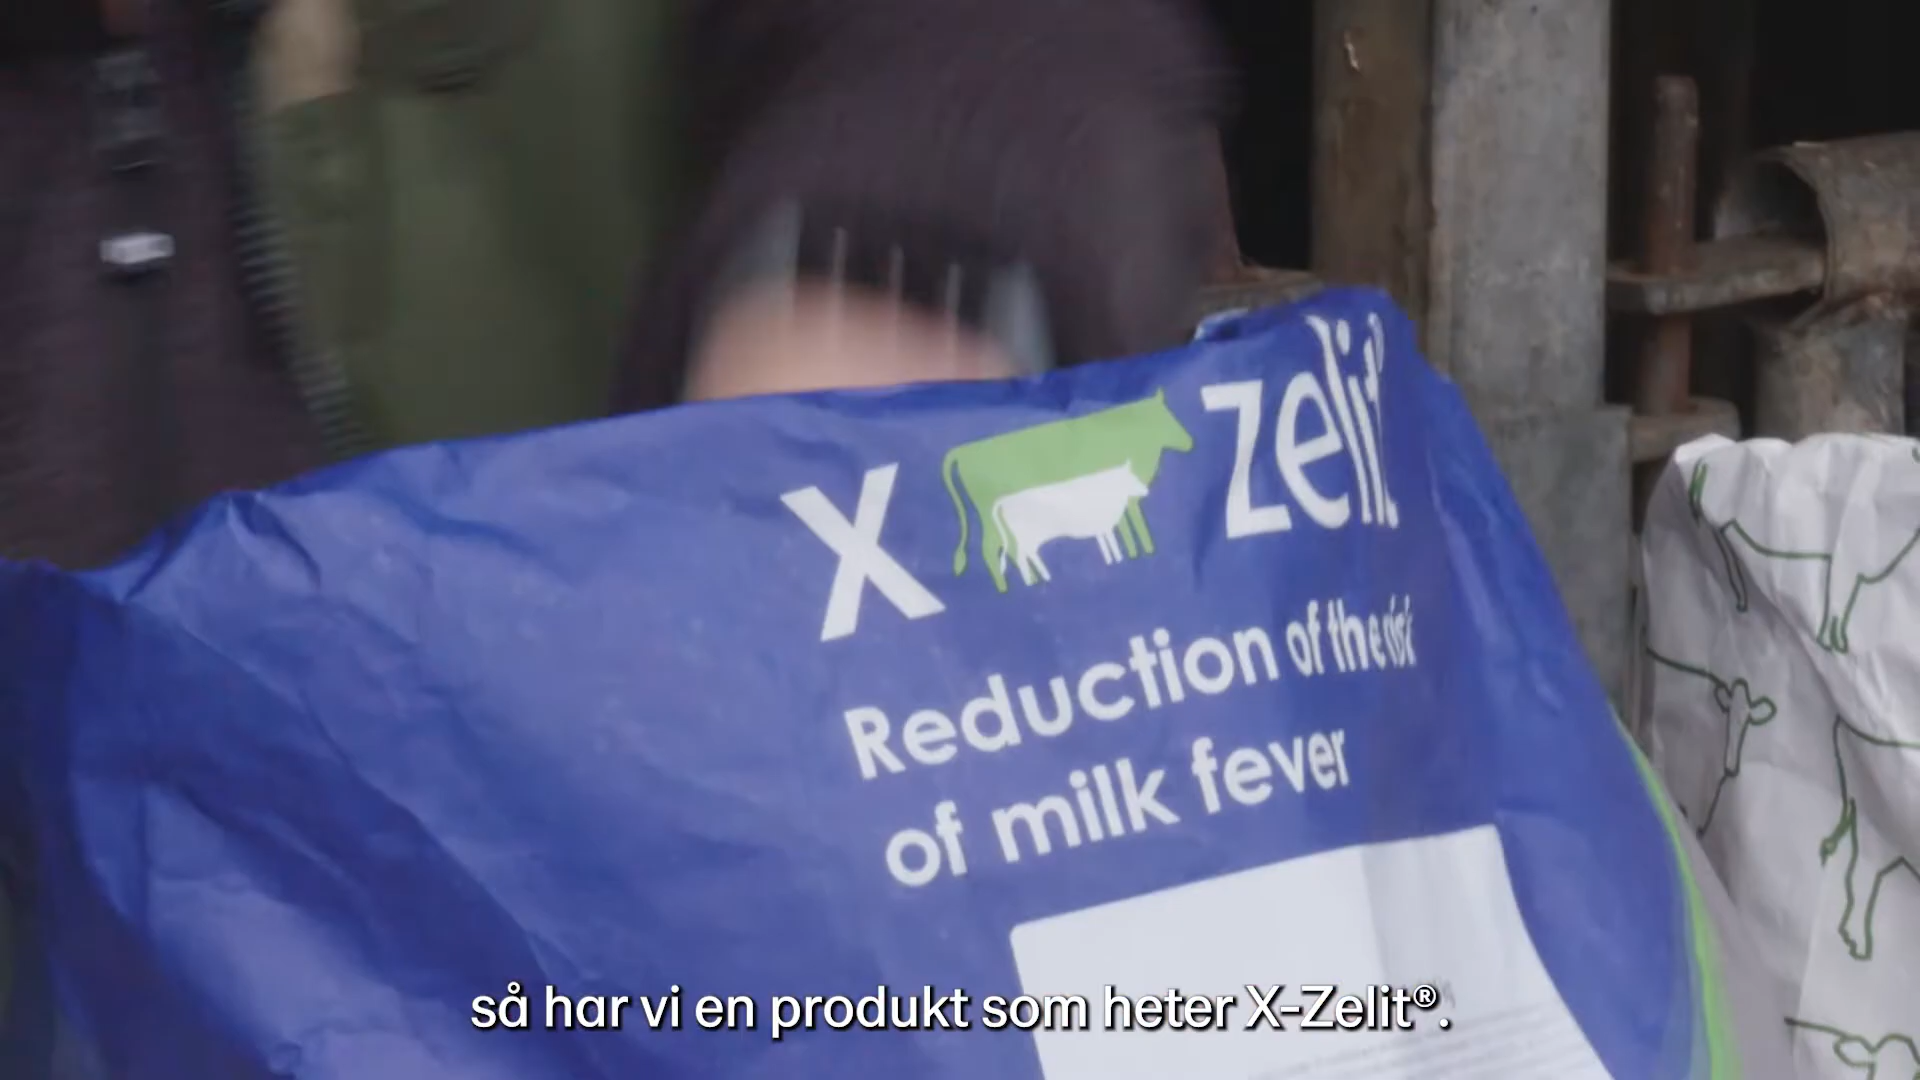 X zelit®
Reduction of the risk
of milk fever
så har vi en produkt som heter X-Zelit®.